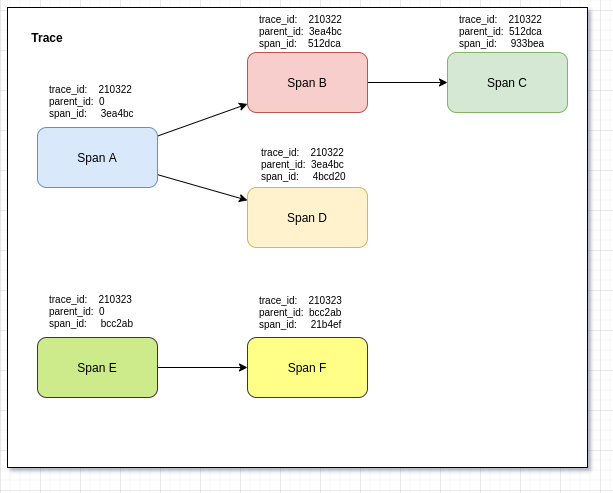 Trace
trace_id: 210322
parent_id: 3ea4bc
span_id: 512dca
Span B
trace_id: 210322
parent_id: 512dca
span_id: 933bea
Span C
trace_id: 210322
parent_id: 0
span_id: 3ea4bc
Span A
trace_id: 210322
parent_id: 3ea4bc
span_id: 4bcd20
Span D
trace_id: 210323
parent_id: 0
span_id: bcc2ab
Span E
trace_id: 210323
parent_id: bcc2ab
span_id: 21b4ef
Span F